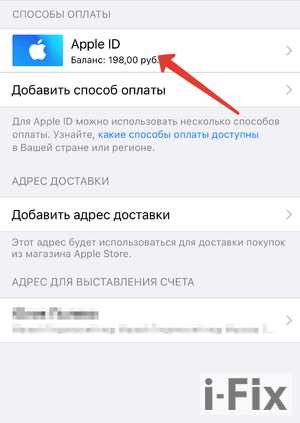 СПОСОБЫ ОПЛАТЫ
Apple ID
Баланс: 198,00 руб.
Добавить способ оплаты
Для Apple ID можно использовать несколько способов
оплаты. Узнайте, какие способы оплаты доступны
в Вашей стране или регионе.
АДРЕС ДОСТАВКИ
Добавить адрес доставки
Этот адрес будет использоваться для доставки покупок
из магазина Apple Store.
АДРЕС ДЛЯ ВЫСТАВЛЕНИЯ СЧЕТА
i-Fix